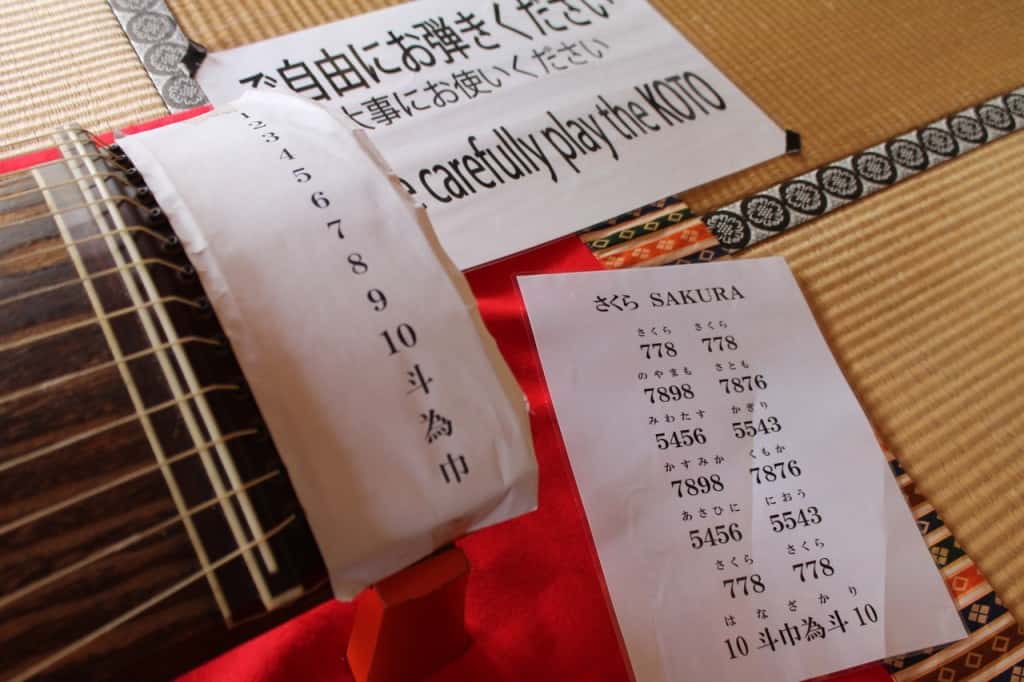 ご自由にお弾きください
大事にお使いください
carefully play the KOTO
1
2
3
4
5
6
7
8
9
10
斗
為
巾
さくら SAKURA
さくら さくら
778 778
のやまも さとも
7898 7876
みわたす かぎり
5456 5543
かすみか くもか
7898 7876
あさひに におう
5456 5543
さくら さくら
778 778
はなさかり
10斗巾為斗10